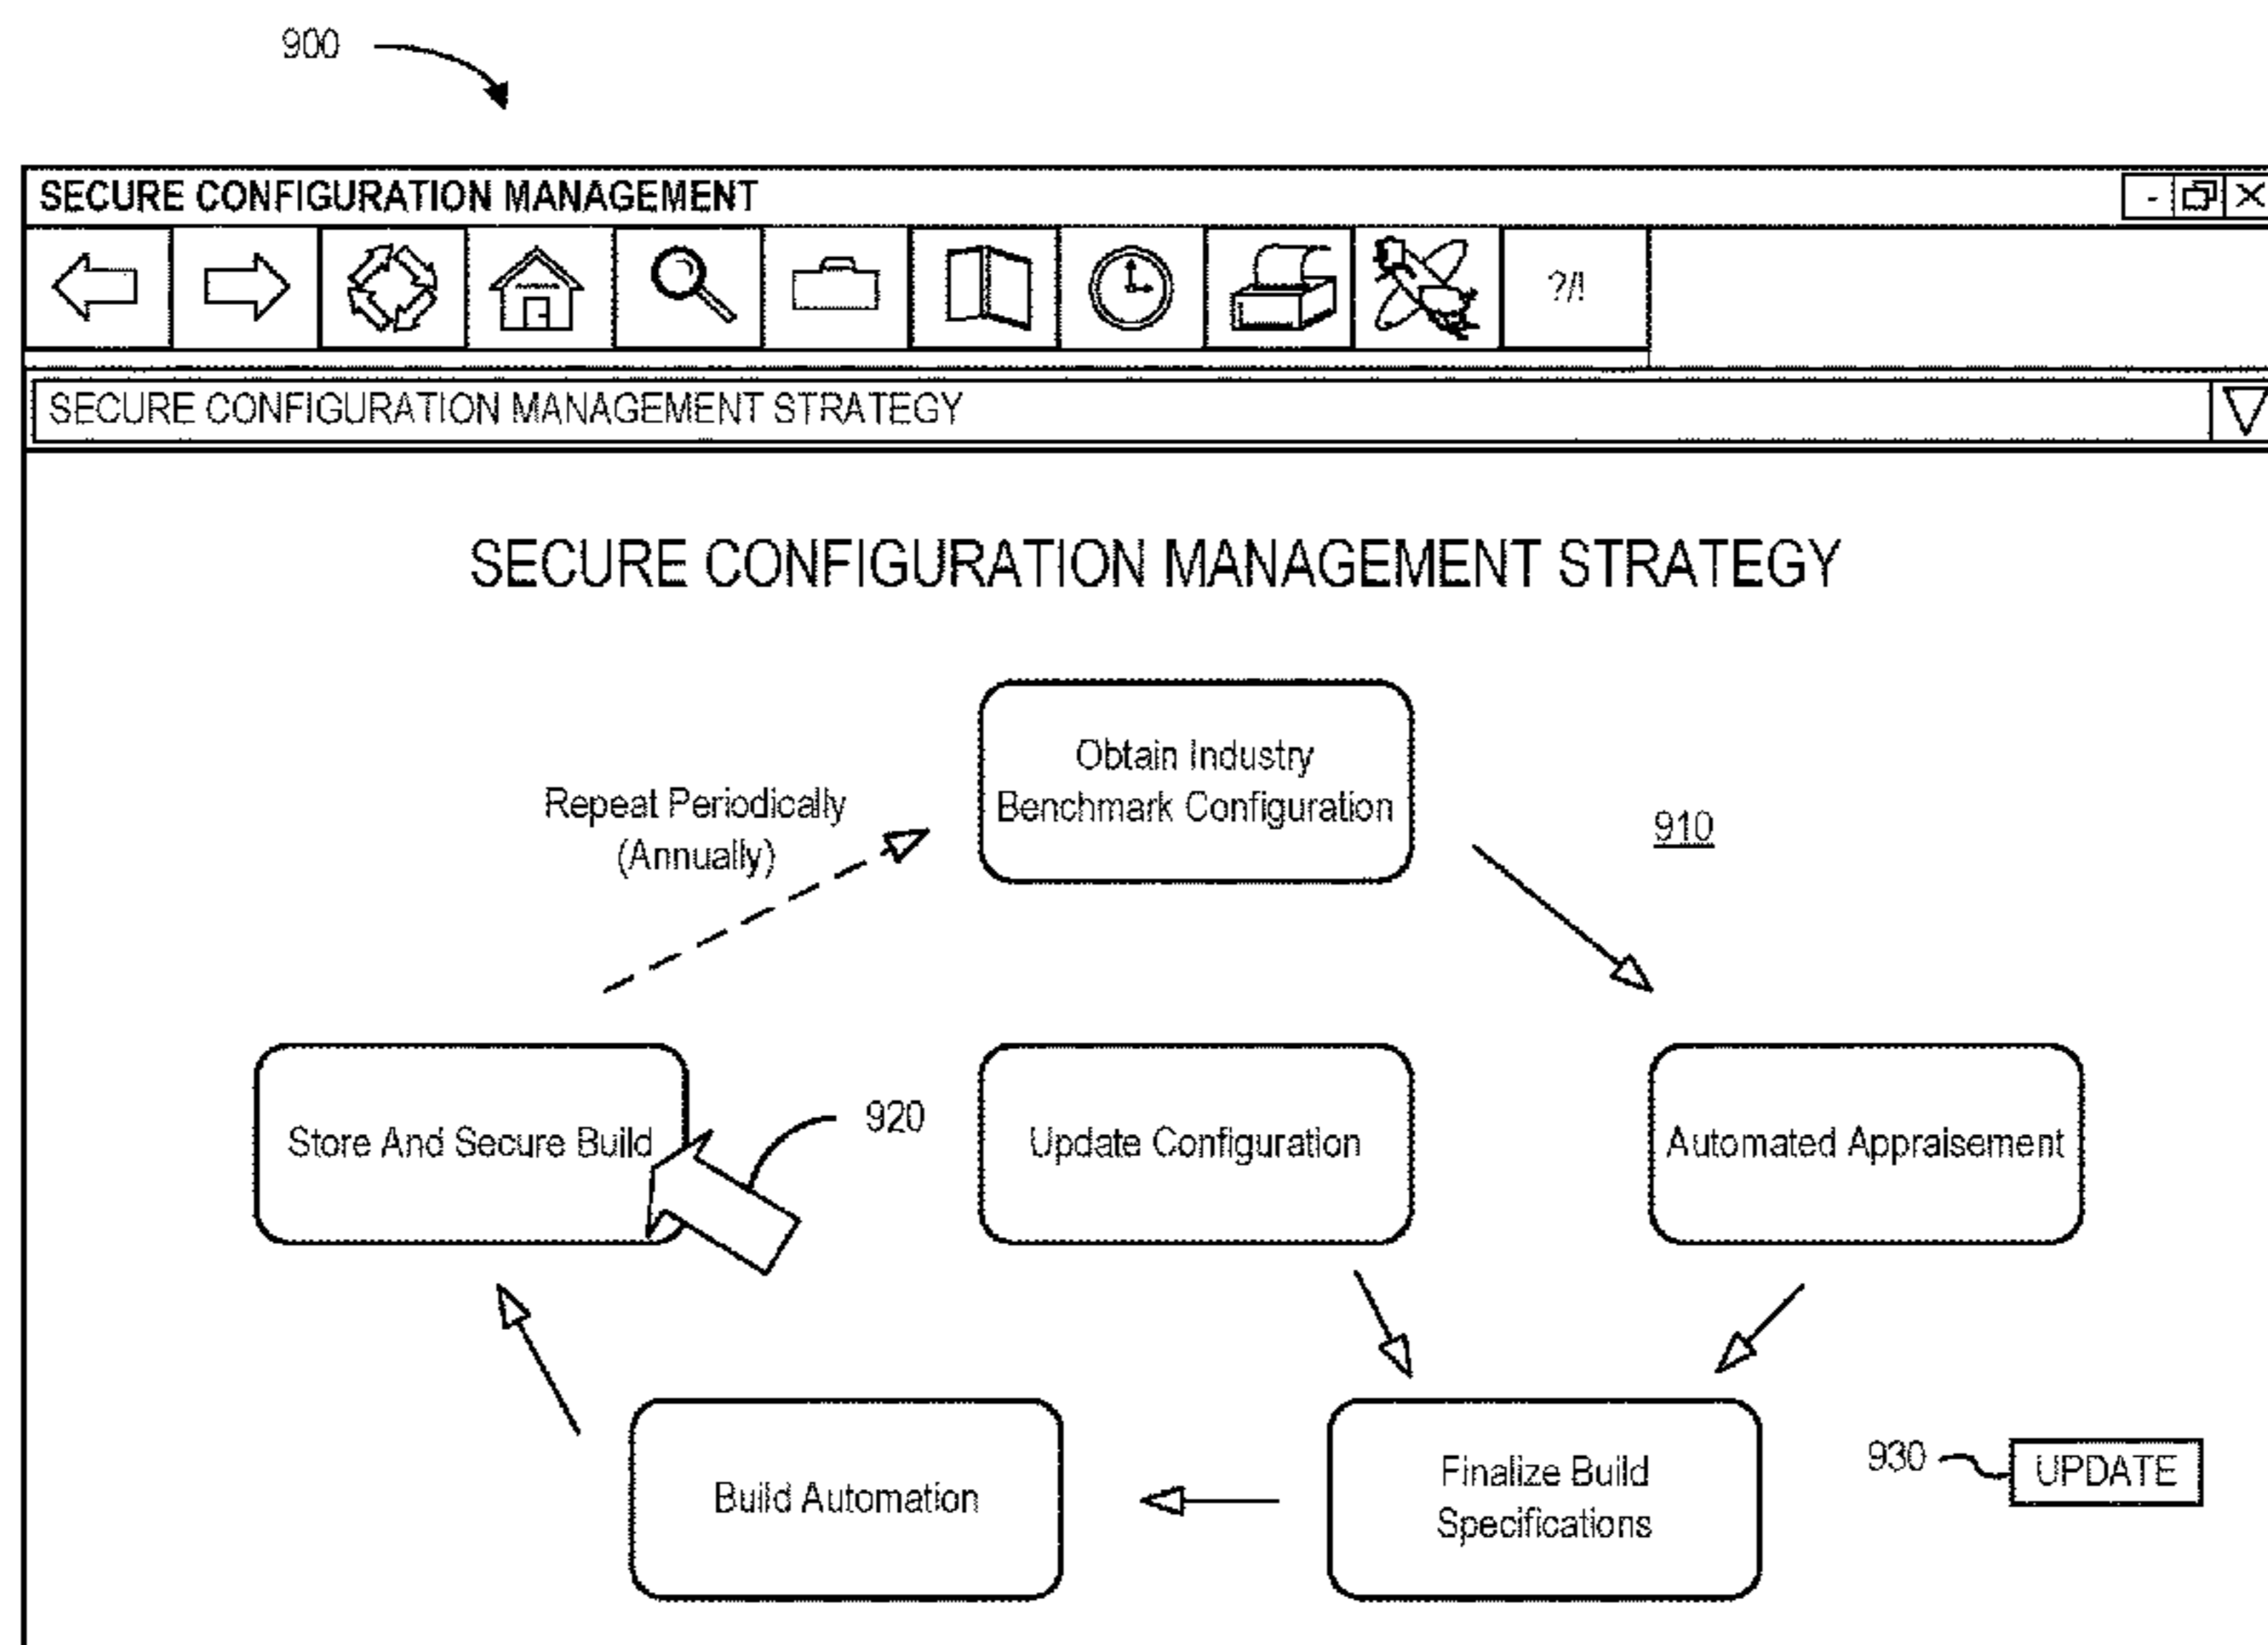 900
SECURE CONFIGURATION MANAGEMENT
?/!
SECURE CONFIGURATION MANAGEMENT STRATEGY
SECURE CONFIGURATION MANAGEMENT STRATEGY
Obtain Industry
Benchmark Configuration
Repeat Periodically
(Annually)
910
Store And Secure Build
920
Update Configuration
Automated Appraisement
Build Automation
Finalize Build
Specifications
930
UPDATE